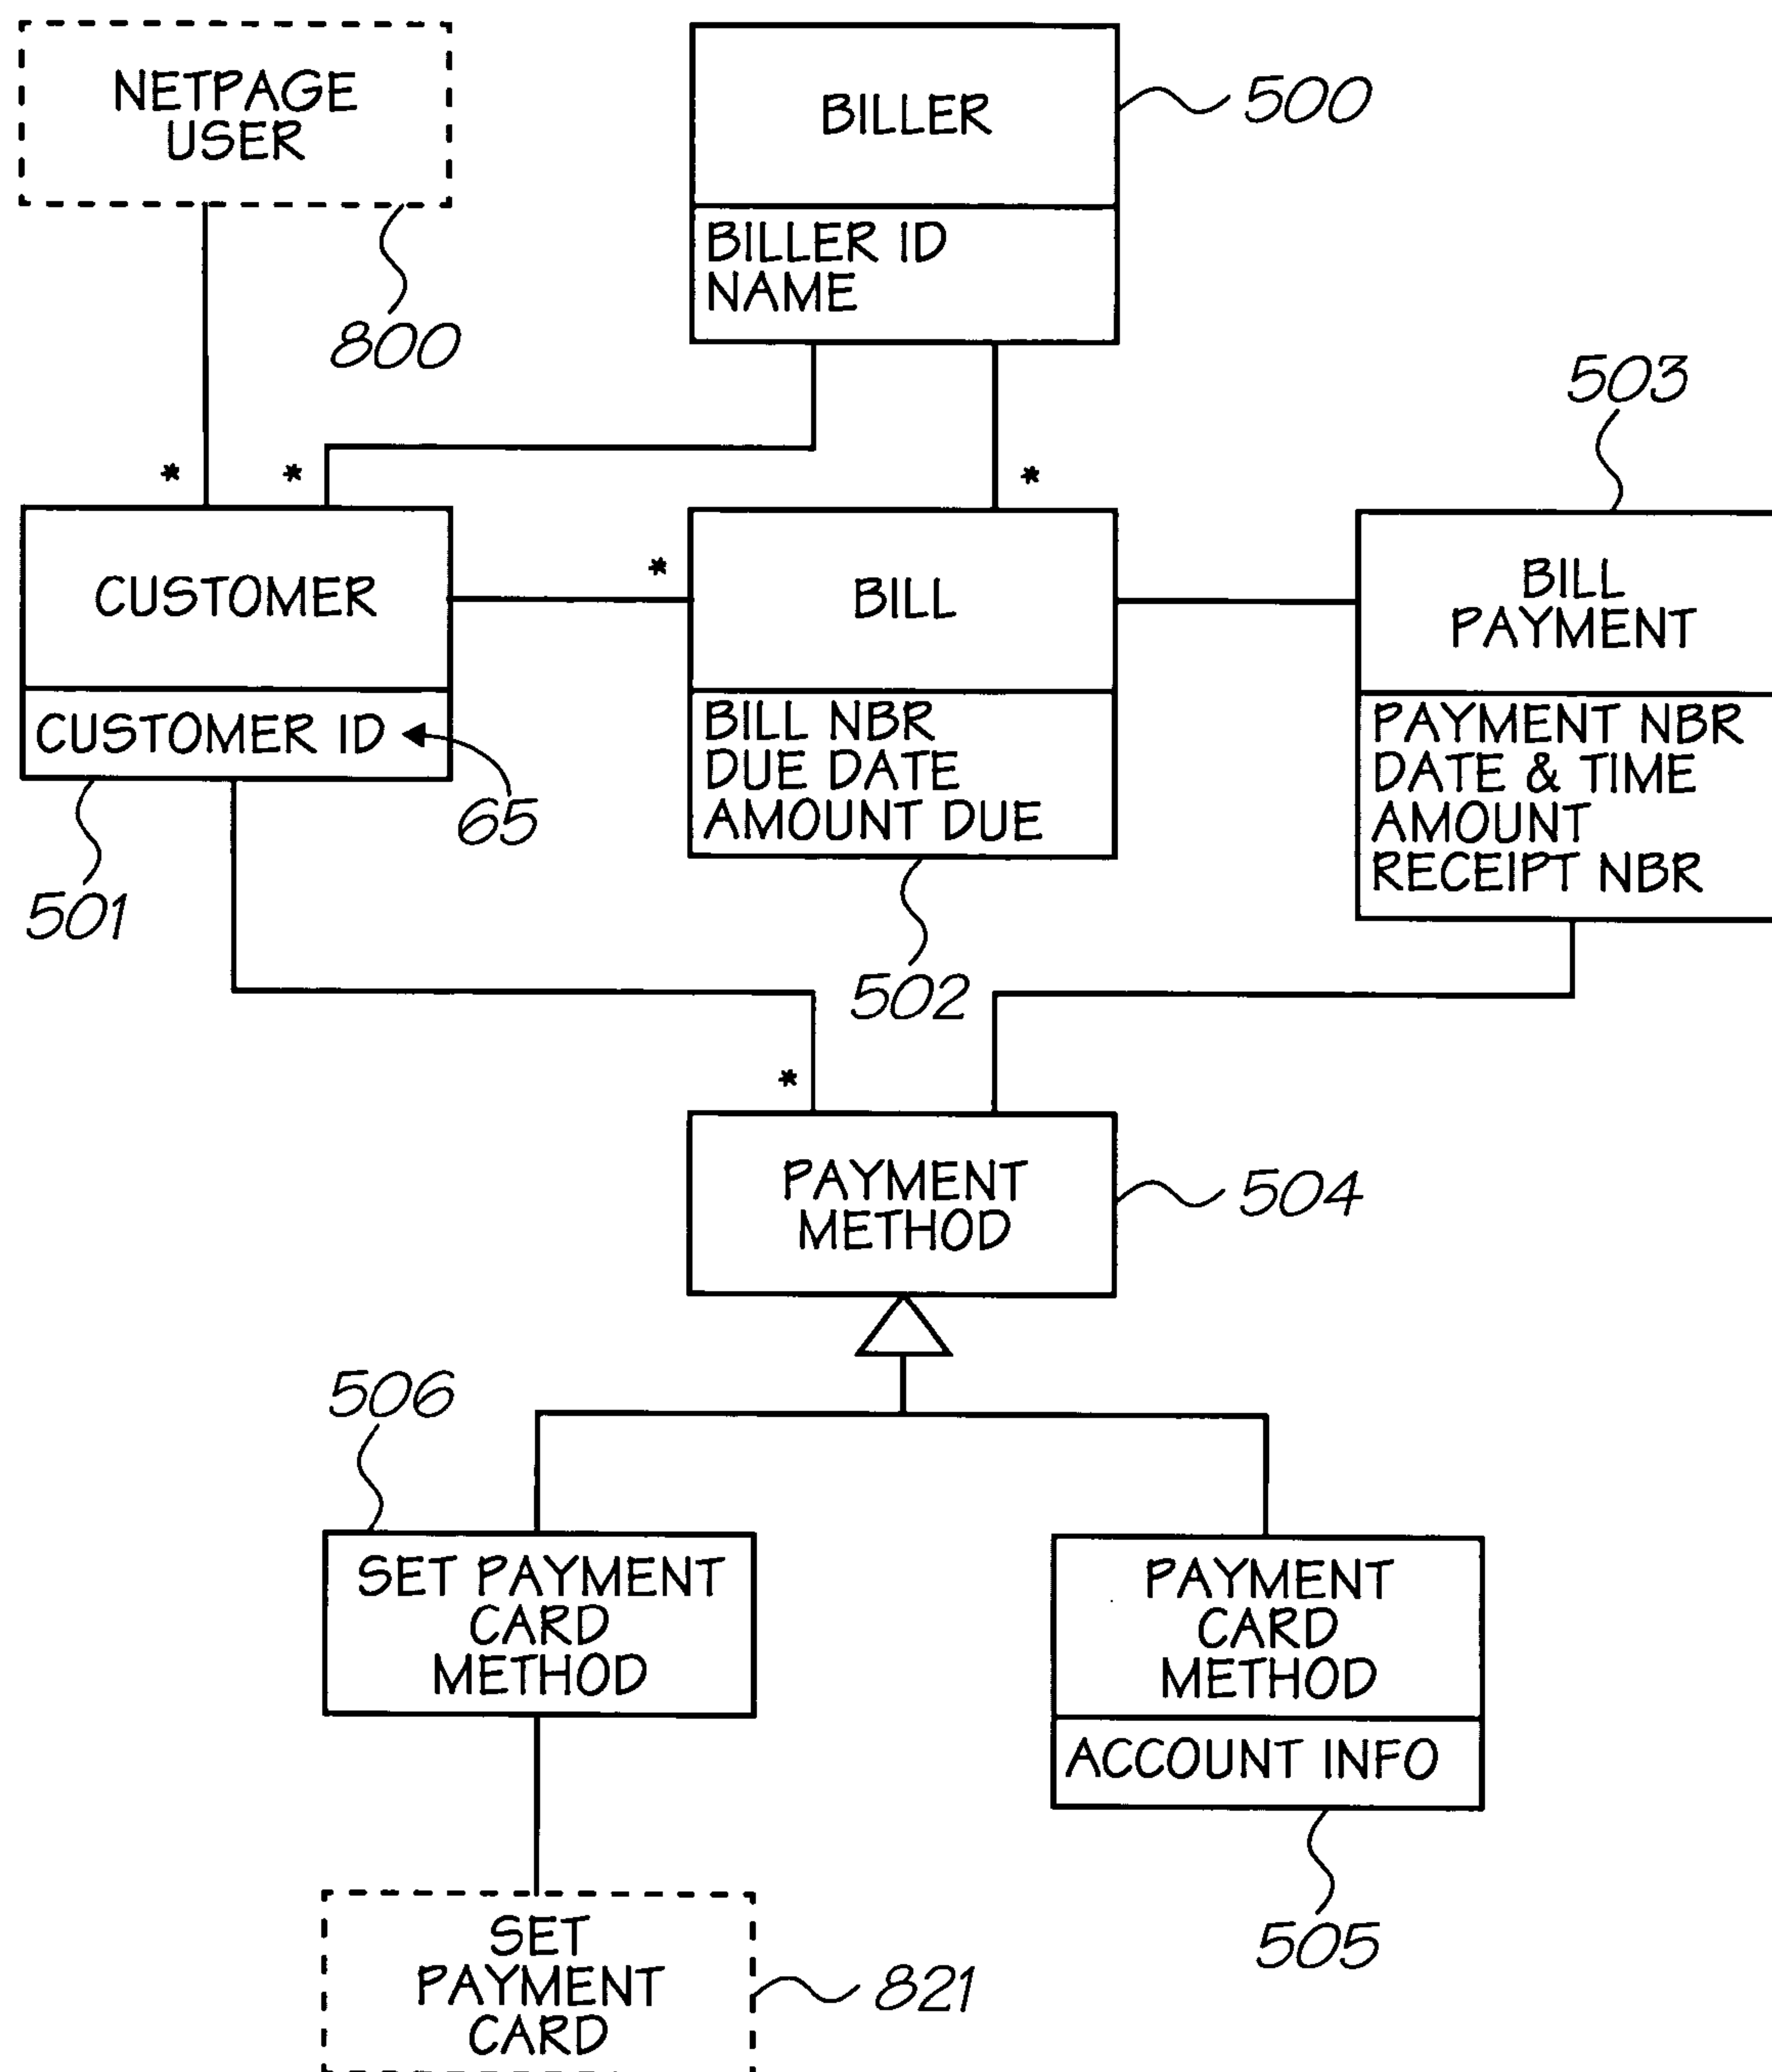 NETPAGE
USER
800
BILLER
BILLER ID
NAME
500
503
*
*
*
CUSTOMER
CUSTOMER ID
65
501
*
BILL
BILL NBR
DUE DATE
AMOUNT DUE
502
BILL
PAYMENT
PAYMENT NBR
DATE & TIME
AMOUNT
RECEIPT NBR
*
PAYMENT
METHOD
504
506
SET PAYMENT
CARD
METHOD
PAYMENT
CARD
METHOD
ACCOUNT INFO
505
SET
PAYMENT
CARD
821